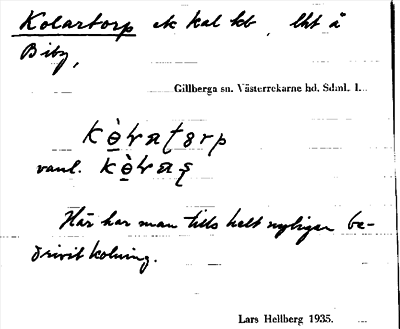 Kolartorp ek kal kb, lht å
Biby,
Gillberga sn. Västerrekarne hd. Sdml. l.
vanl.
Här har man tills helt nyligen be-
drivit kolning.
Lars Hellberg 1935.